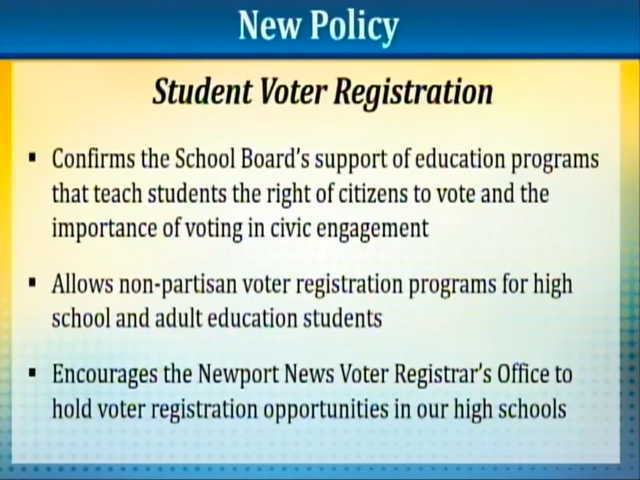 New Policy
Student Voter Registration
▪ Confirms the School Board's support of education programs
that teach students the right of citizens to vote and the
importance of voting in civic engagement
▪ Allows non-partisan voter registration programs for high
school and adult education students
▪ Encourages the Newport News Voter Registrar's Office to
hold voter registration opportunities in our high schools